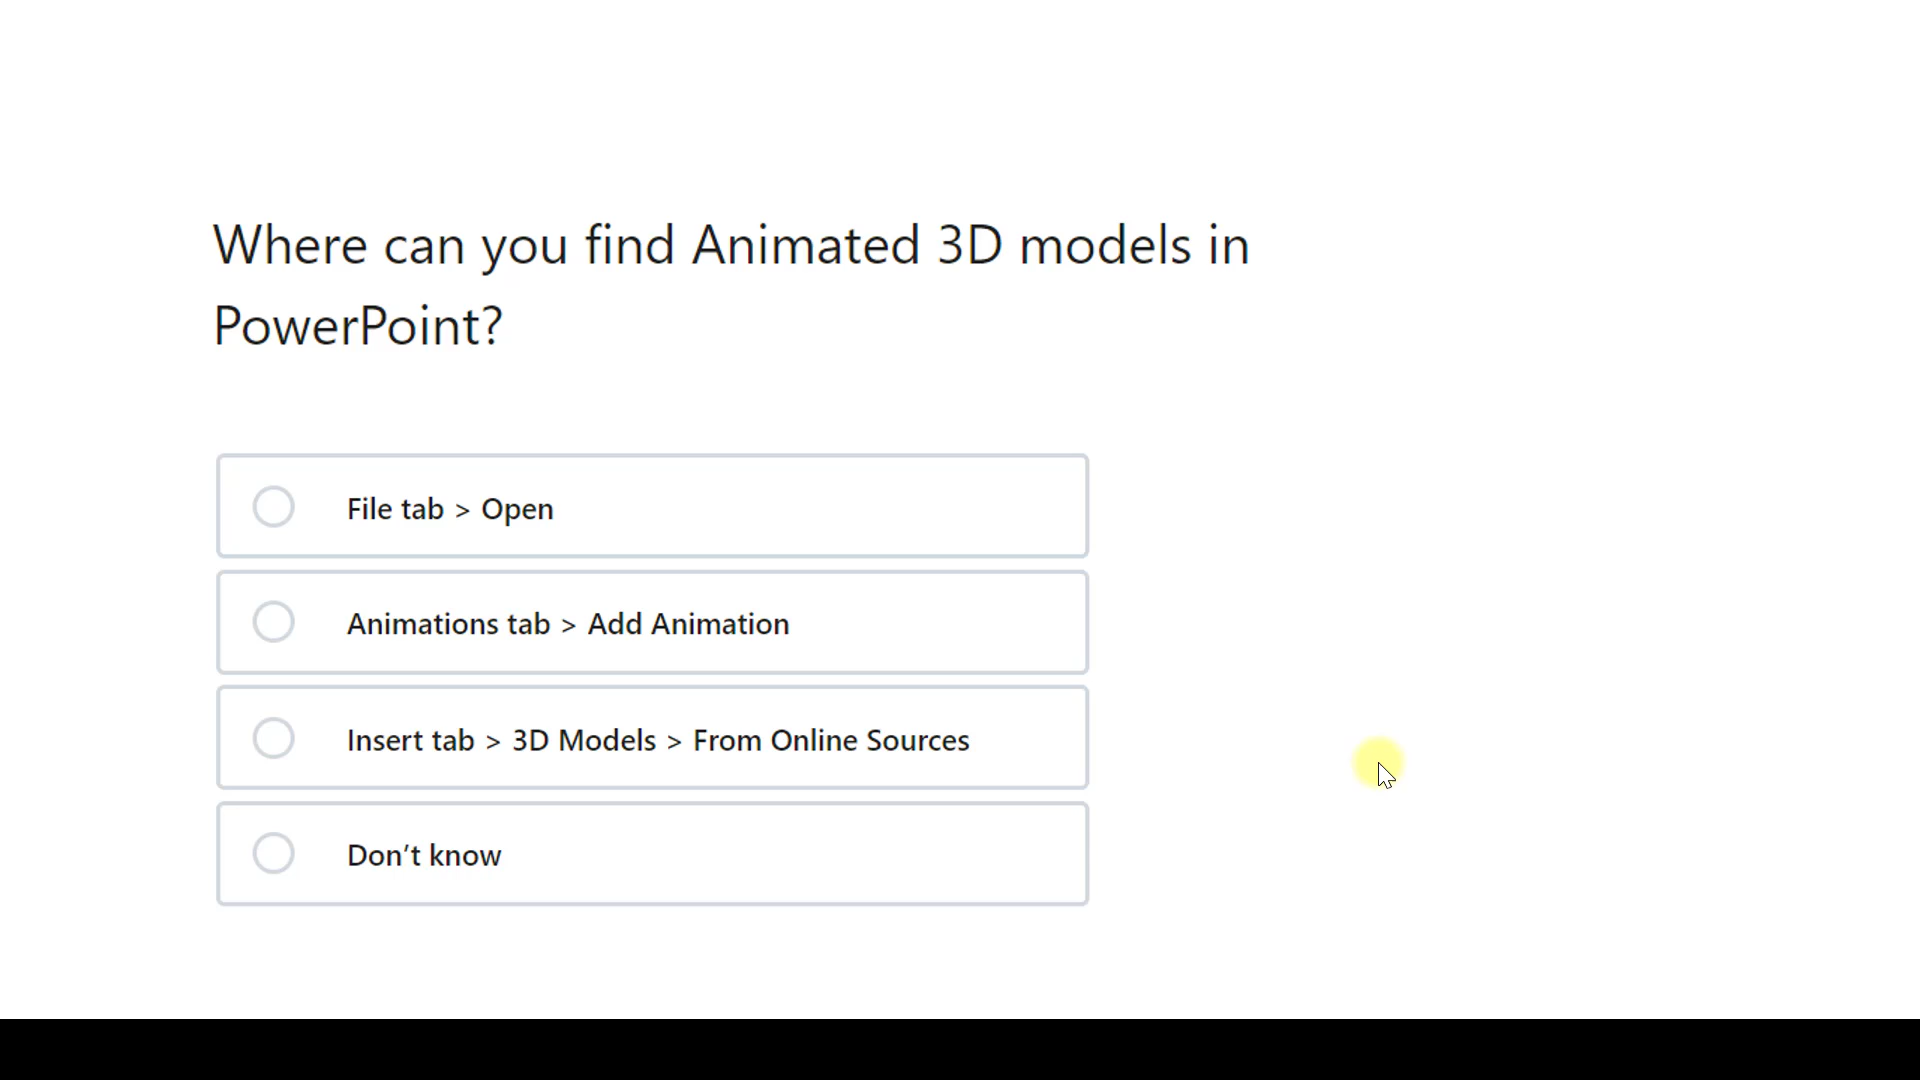 Where can you find Animated 3D models in
PowerPoint?
File tab > Open
Animations tab > Add Animation
Insert tab > 3D Models > From Online Sources
Don’t know